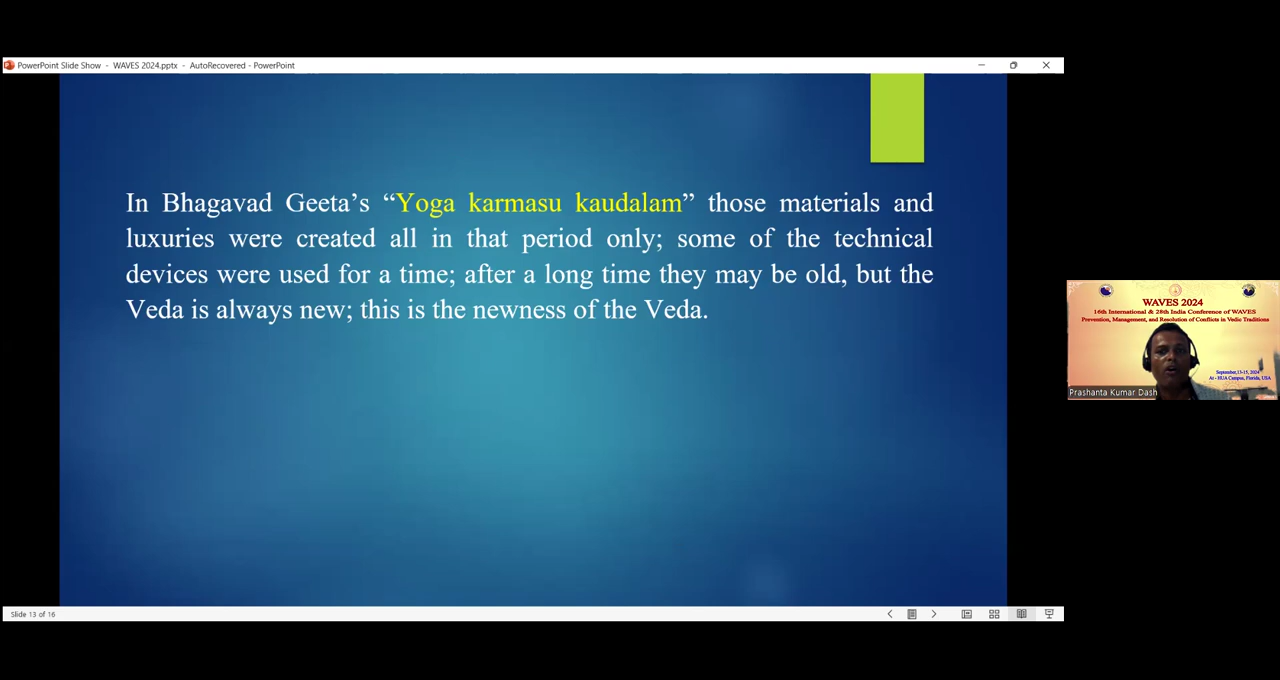 PowerPoint Slide Show - WAVES 2024.pptx - AutoRecovered - PowerPoint
In Bhagavad Geeta's “Yoga karmasu kaudalam” those materials and
luxuries were created all in that period only; some of the technical
devices were used for a time; after a long time they may be old, but the
Veda is always new; this is the newness of the Veda.
WAVES 2024
16th International & 28th India Conference of WAVES
Prevention, Management, and Resolution of Conflicts in Vedic Traditions
September,13-15, 2024
At - HUA Campus, Florida, USA
Prashanta Kumar Dash
Slide 13 of 16